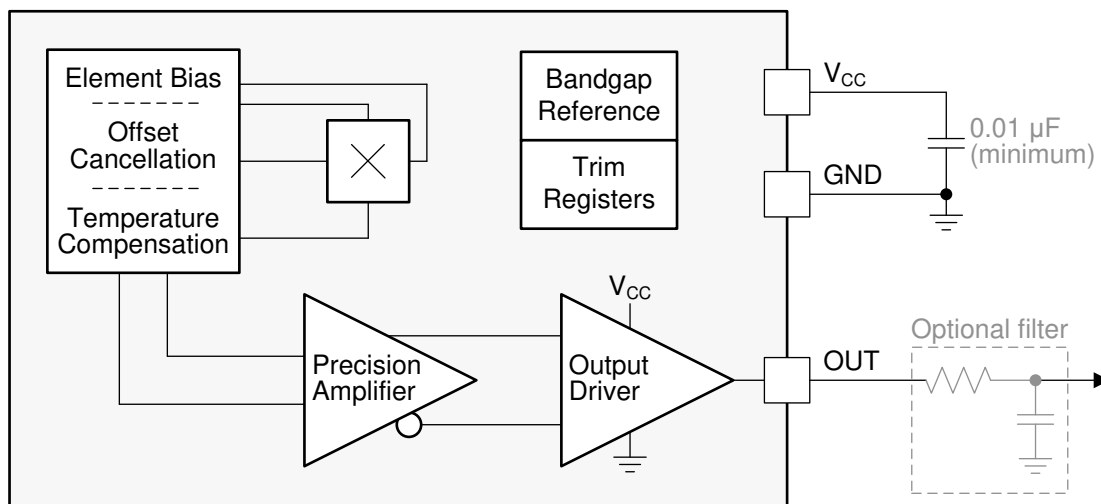 Element Bias
Offset
Cancellation
Temperature
Compensation
Bandgap
Reference
Trim
Registers
VCC
0.01 µF
(minimum)
GND
VCC
Precision
Amplifier
Output
Driver
OUT
Optional filter